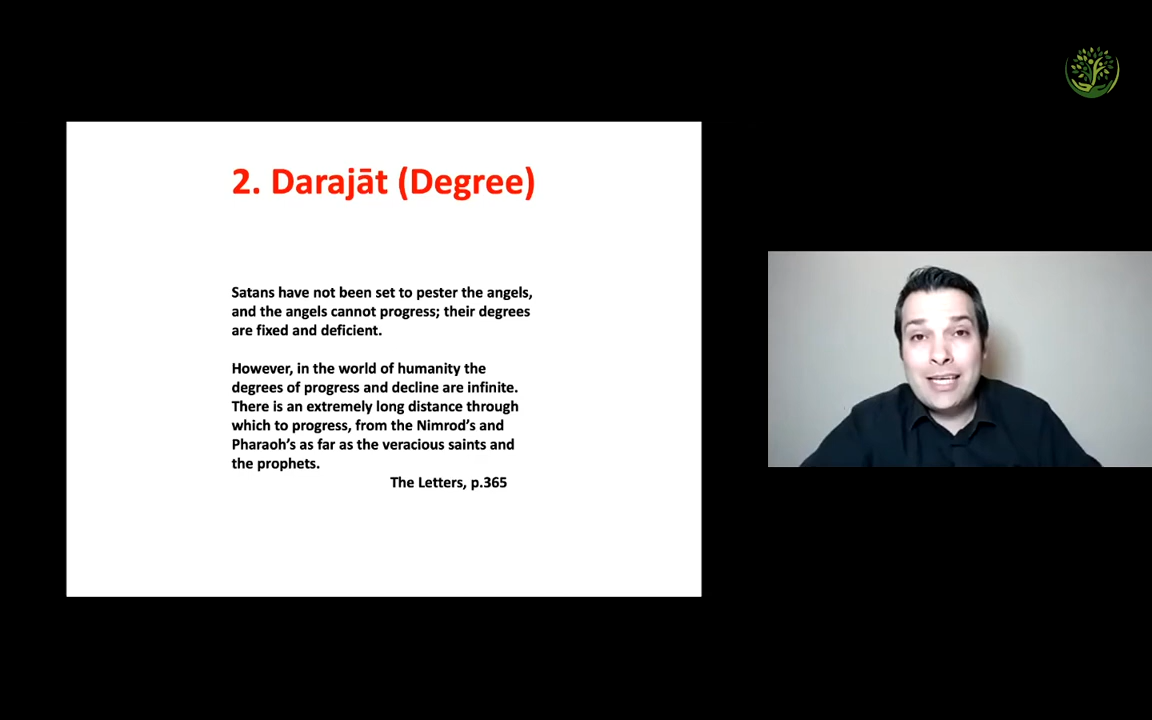 2. Darajāt (Degree)
Satans have not been set to pester the angels,
and the angels cannot progress; their degrees
are fixed and deficient.
However, in the world of humanity the
degrees of progress and decline are infinite.
There is an extremely long distance through
which to progress, from the Nimrod's and
Pharaoh's as far as the veracious saints and
the prophets.
The Letters, p.365